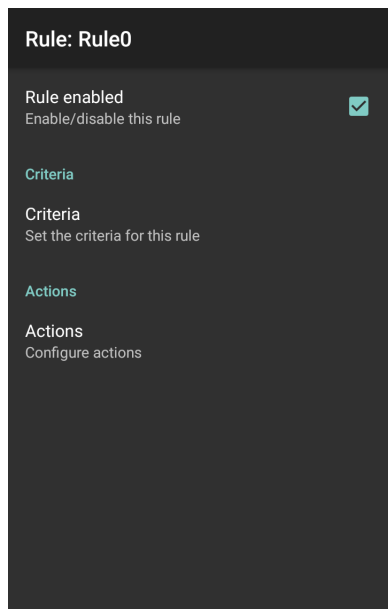 Rule: Rule0
Rule enabled
Enable/disable this rule
Criteria
Criteria
Set the criteria for this rule
Actions
Actions
Configure actions